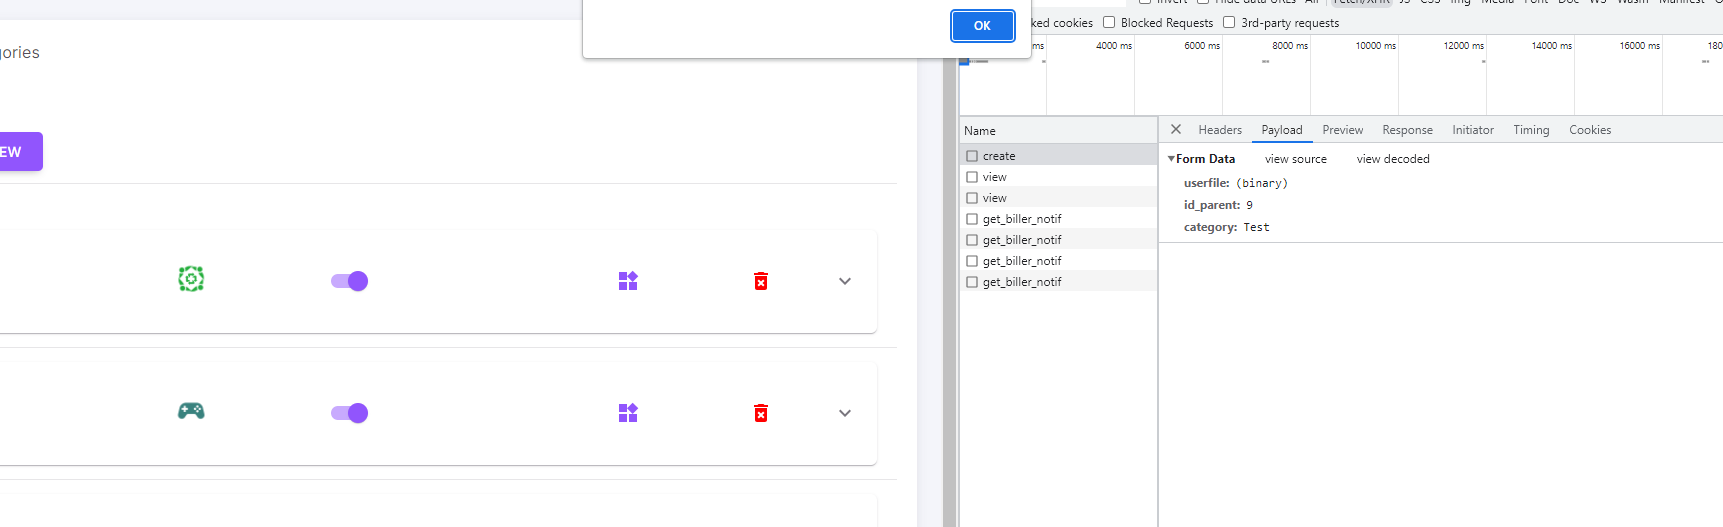 Invert Hide data URLs All Fetch/XHR JS CSS Img Media Font Doc WS Wasm Manifest
OK
ked cookies Blocked Requests 3rd-party requests
gories
ms 4000 ms 6000 ms 8000 ms 10000 ms 12000 ms 14000 ms 16000 ms 180
EW
Name
Headers Payload Preview Response Initiator Timing Cookies
create
view
view
get_biller_notif
get_biller_notif
get_biller_notif
get_biller_notif
Form Data view source view decoded
userfile: (binary)
id_parent: 9
category: Test